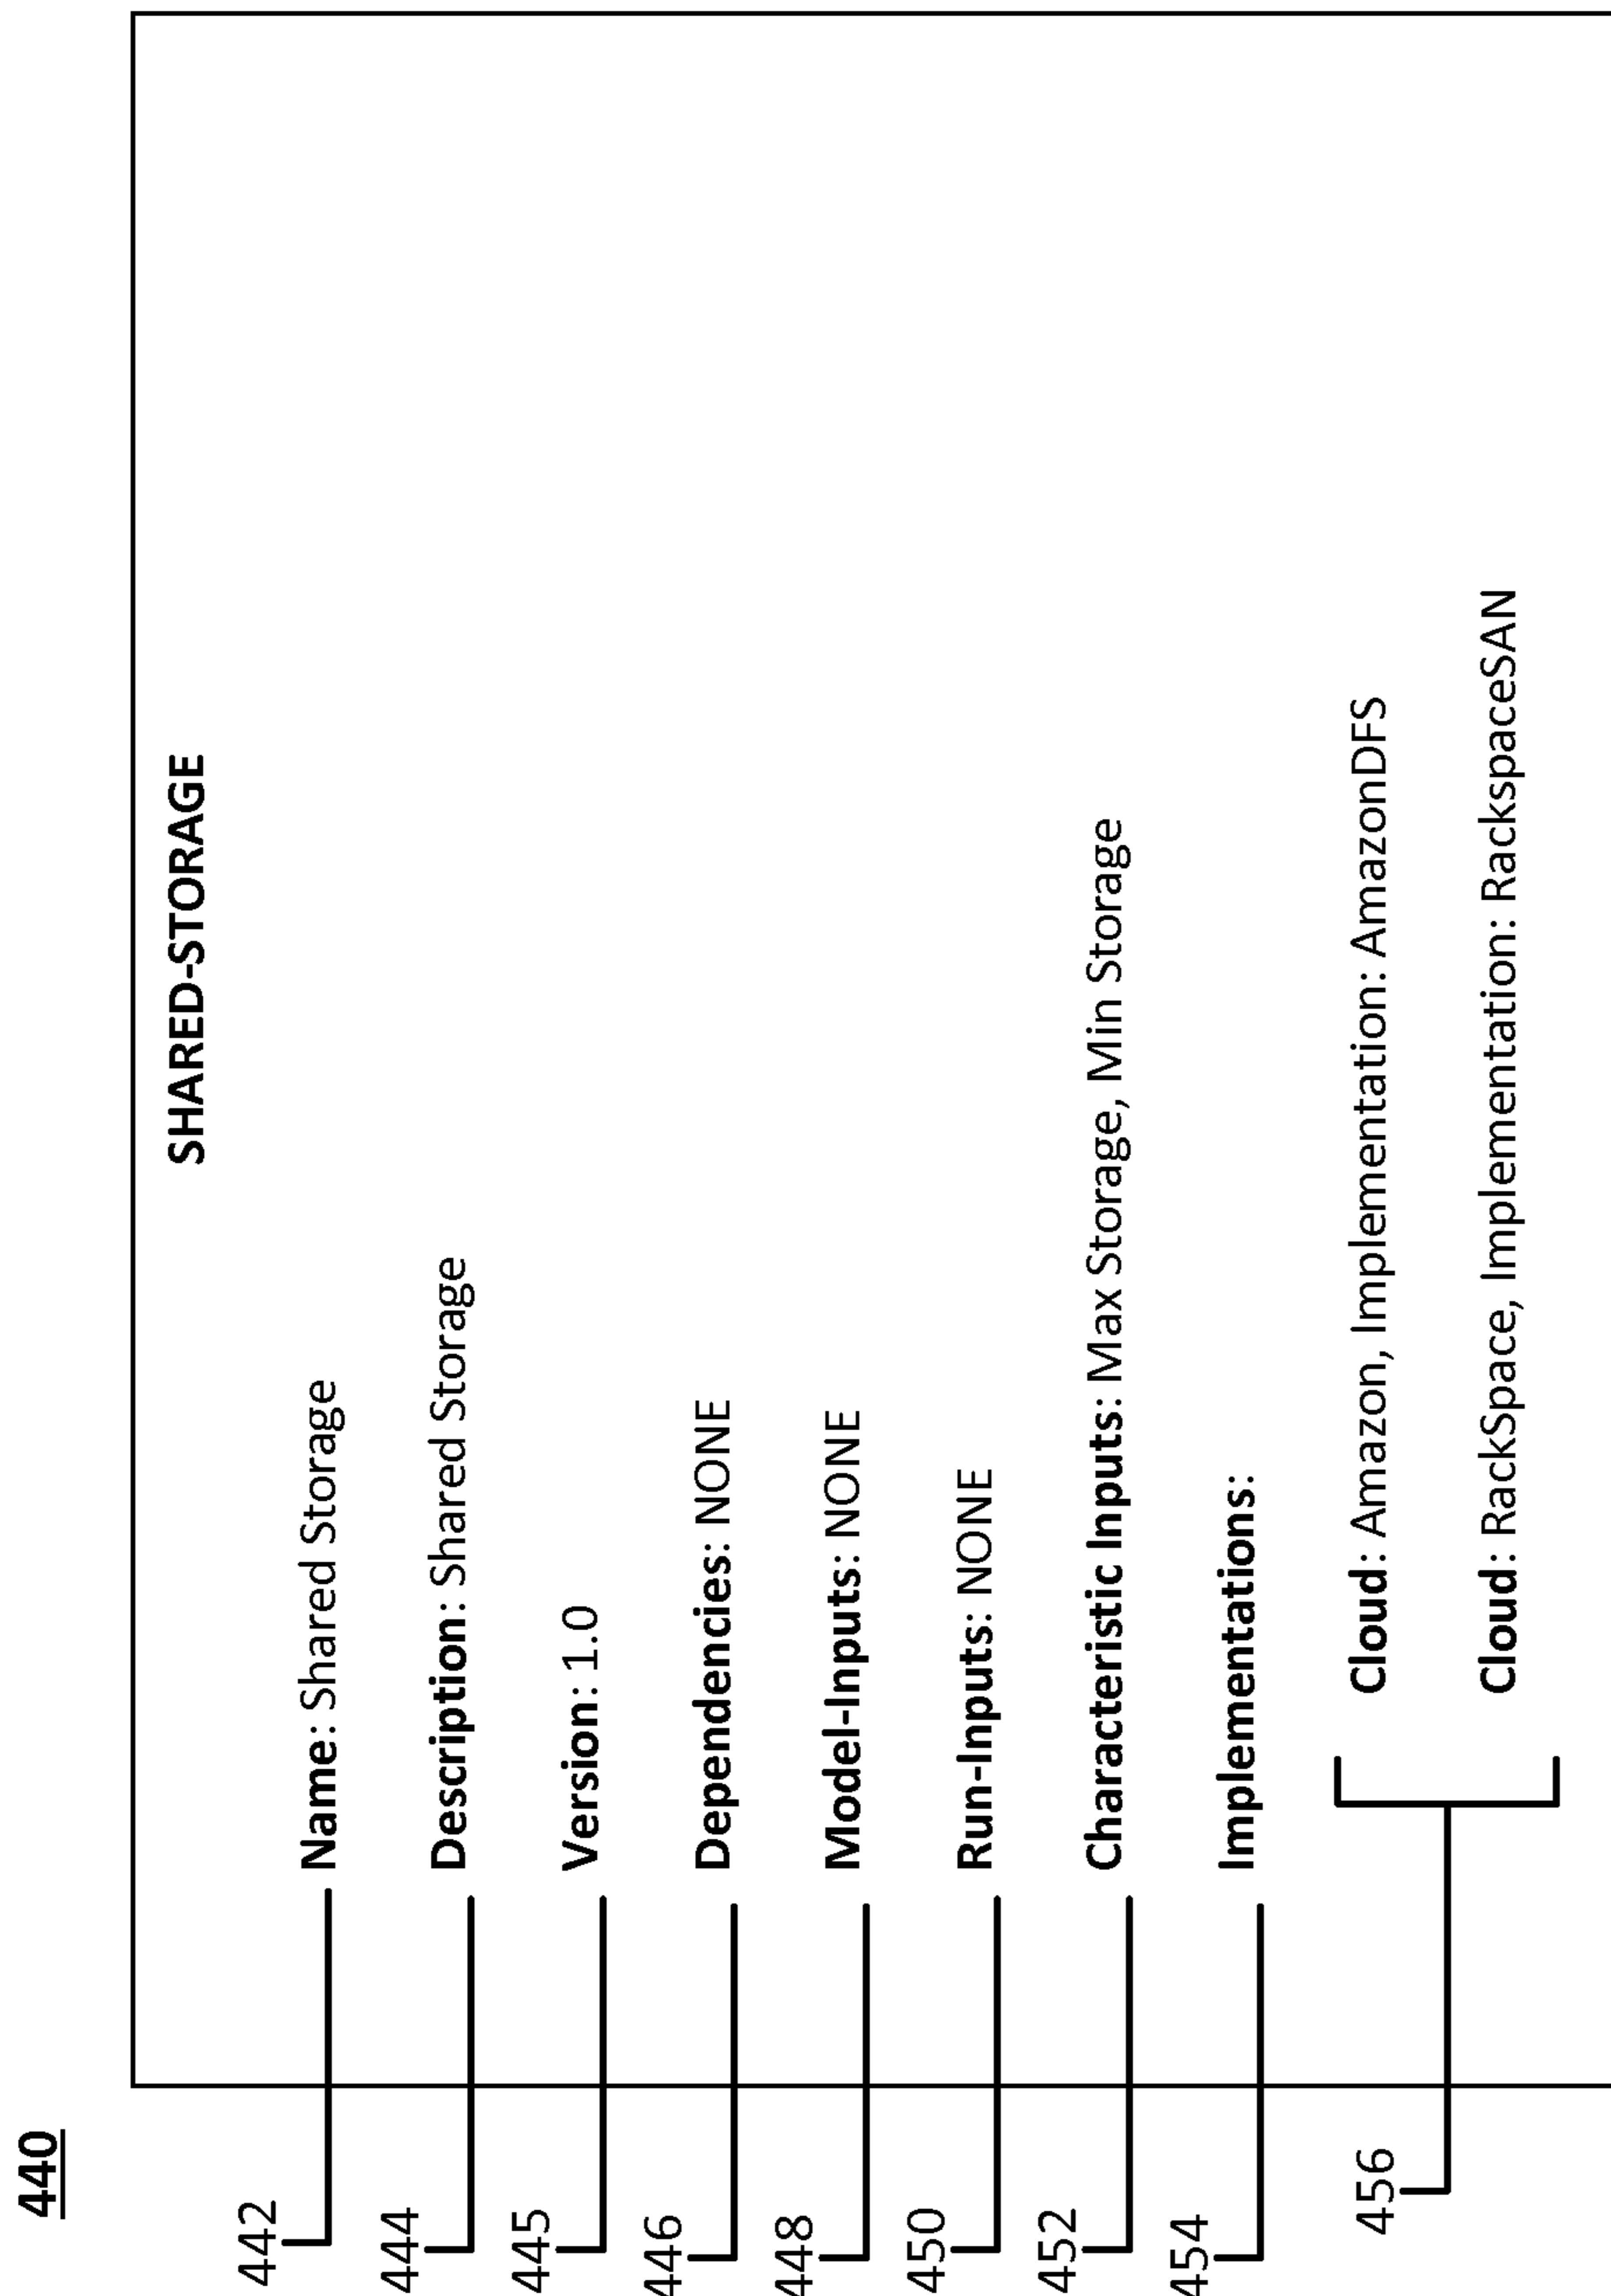 440
SHARED-STORAGE
442 Name: Shared Storage
444 Description: Shared Storage
445 Version: 1.0
446 Dependencies: NONE
448 Model-Inputs: NONE
450 Run-Inputs: NONE
452 Characteristic Inputs: Max Storage, Min Storage
454 Implementations:
Cloud: Amazon, Implementation: AmazonDFS
456
Cloud: RackSpace, Implementation: RackspaceSAN